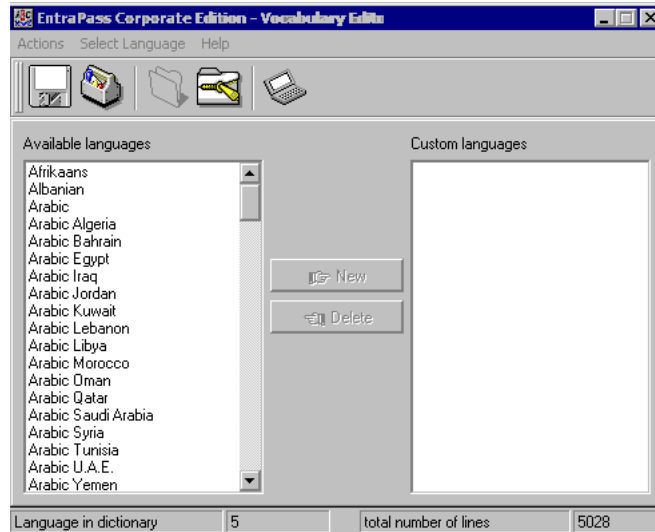 EntraPass Corporate Edition - Vocabulary Edito
Actions Select Language Help
Available languages
Custom languages
Afrikaans
Albanian
Arabic
Arabic Algeria
Arabic Bahrain
Arabic Egypt
Arabic Iraq
Arabic Jordan
Arabic Kuwait
Arabic Lebanon
Arabic Libya
Arabic Morocco
Arabic Oman
Arabic Qatar
Arabic Saudi Arabia
Arabic Syria
Arabic Tunisia
Arabic U.A.E.
Arabic Yemen
New
Delete
Language in dictionary 5 total number of lines 5028